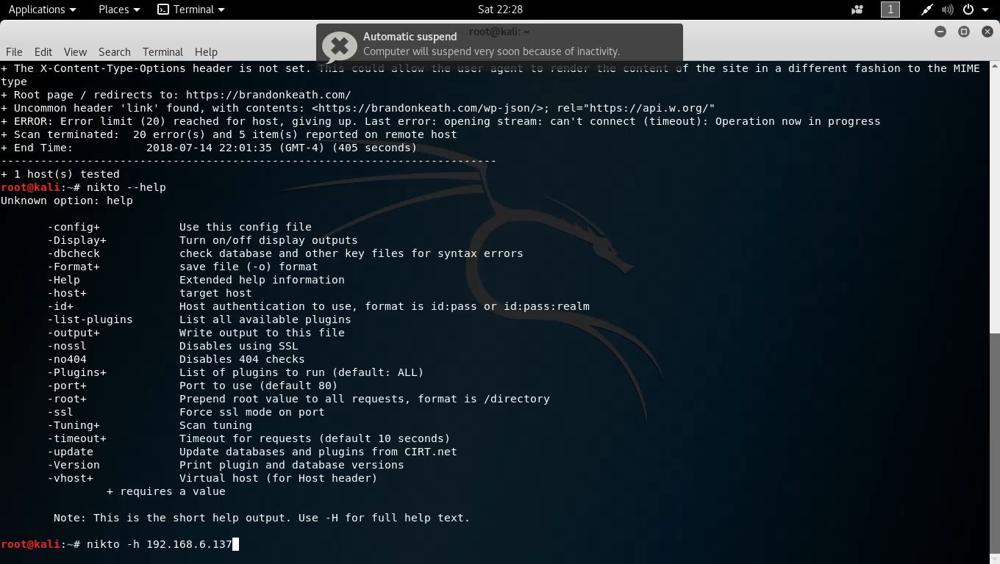 Applications Places Terminal Sat 22:28 1
root@kali: ~
Automatic suspend
Computer will suspend very soon because of inactivity.
File Edit View Search Terminal Help
+ The X-Content-Type-Options header is not set. This could allow the user agent to render the content of the site in a different fashion to the MIME
type
+ Root page / redirects to: https://brandonkeath.com/
+ Uncommon header 'link' found, with contents: <https://brandonkeath.com/wp-json/>; rel="https://api.w.org/"
+ ERROR: Error limit (20) reached for host, giving up. Last error: opening stream: can't connect (timeout): Operation now in progress
+ Scan terminated:  20 error(s) and 5 item(s) reported on remote host
+ End Time:           2018-07-14 22:01:35 (GMT-4) (405 seconds)
---------------------------------------------------------------------------
+ 1 host(s) tested
root@kali:~# nikto --help
Unknown option: help
-config+            Use this config file
-Display+           Turn on/off display outputs
-dbcheck            check database and other key files for syntax errors
-Format+            save file (-o) format
-Help               Extended help information
-host+              target host
-id+                Host authentication to use, format is id:pass or id:pass:realm
-list-plugins       List all available plugins
-output+            Write output to this file
-nossl              Disables using SSL
-no404              Disables 404 checks
-Plugins+           List of plugins to run (default: ALL)
-port+              Port to use (default 80)
-root+              Prepend root value to all requests, format is /directory
-ssl                Force ssl mode on port
-Tuning+            Scan tuning
-timeout+           Timeout for requests (default 10 seconds)
-update             Update databases and plugins from CIRT.net
-Version            Print plugin and database versions
-vhost+             Virtual host (for Host header)
+ requires a value
Note: This is the short help output. Use -H for full help text.
root@kali:~# nikto -h 192.168.6.137